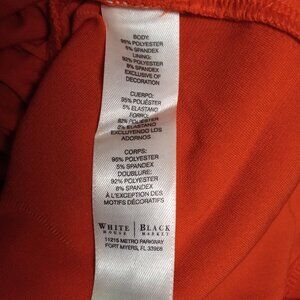 BODY:
95% POLYESTER
5% SPANDEX
LINING:
92% POLYESTER
8% SPANDEX
EXCLUSIVE OF
DECORATION
CUERPO:
95% POLIÉSTER
5% ELASTANO
FORRO:
92% POLIÉSTER
8% ELASTANO
EXCLUYENDO LOS
ADORNOS
CORPS:
95% POLYESTER
5% SPANDEX
DOUBLURE:
92% POLYESTER
8% SPANDEX
À L'EXCEPTION DES
MOTIFS DÉCORATIFS
WHITE | BLACK
HOUSE | MARKET
11215 METRO PARKWAY
FORT MYERS, FL 33966